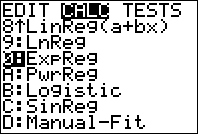 EDIT CALC TESTS
8↑LinReg(a+bx)
9:LnReg
0:ExpReg
A:PwrReg
B:Logistic
C:SinReg
D:Manual-Fit